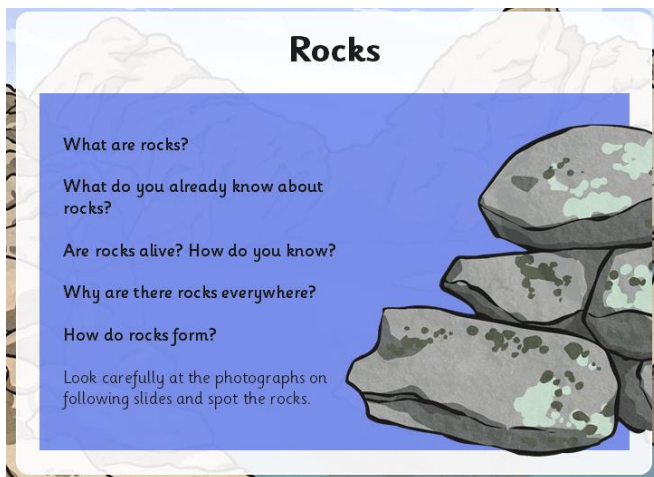 Rocks
What are rocks?
What do you already know about
rocks?
Are rocks alive? How do you know?
Why are there rocks everywhere?
How do rocks form?
Look carefully at the photographs on
following slides and spot the rocks.